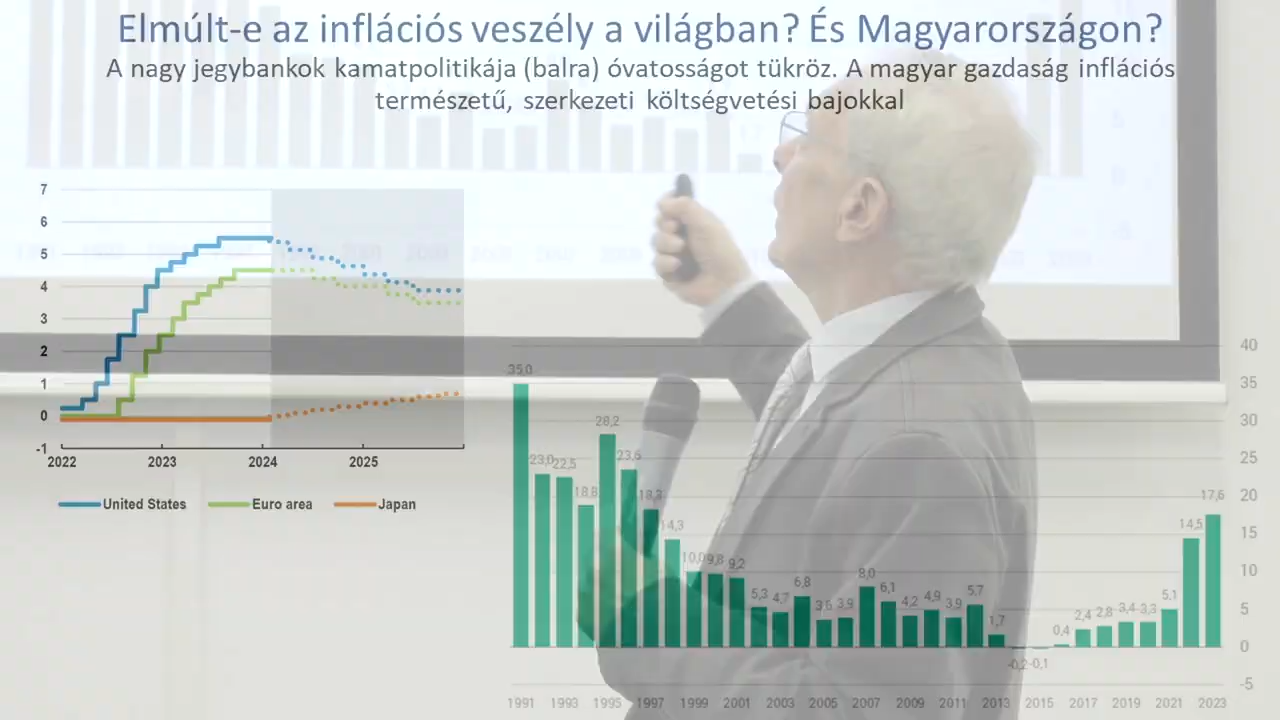 Elmúlt-e az inflációs veszély a világban? És Magyarországon?
A nagy jegybankok kamatpolitikája (balra) óvatosságot tükröz. A magyar gazdaság inflációs
természetű, szerkezeti költségvetési bajokkal
7
6
5
4
3
2
1
0
-1
2022 2023 2024 2025
United States Euro area Japan
40
35
30
25
20
15
10
5
0
-5
35,0 23,0 22,5 18,8 28,2 23,6 18,3 14,3 10,0 9,8 9,2 5,3 4,7 6,8 3,6 3,9 8,0 6,1 4,2 4,9 3,9 5,7 1,7 -0,2 -0,1 0,4 2,4 2,8 3,4 3,3 5,1 14,5 17,6
1991 1993 1995 1997 1999 2001 2003 2005 2007 2009 2011 2013 2015 2017 2019 2021 2023